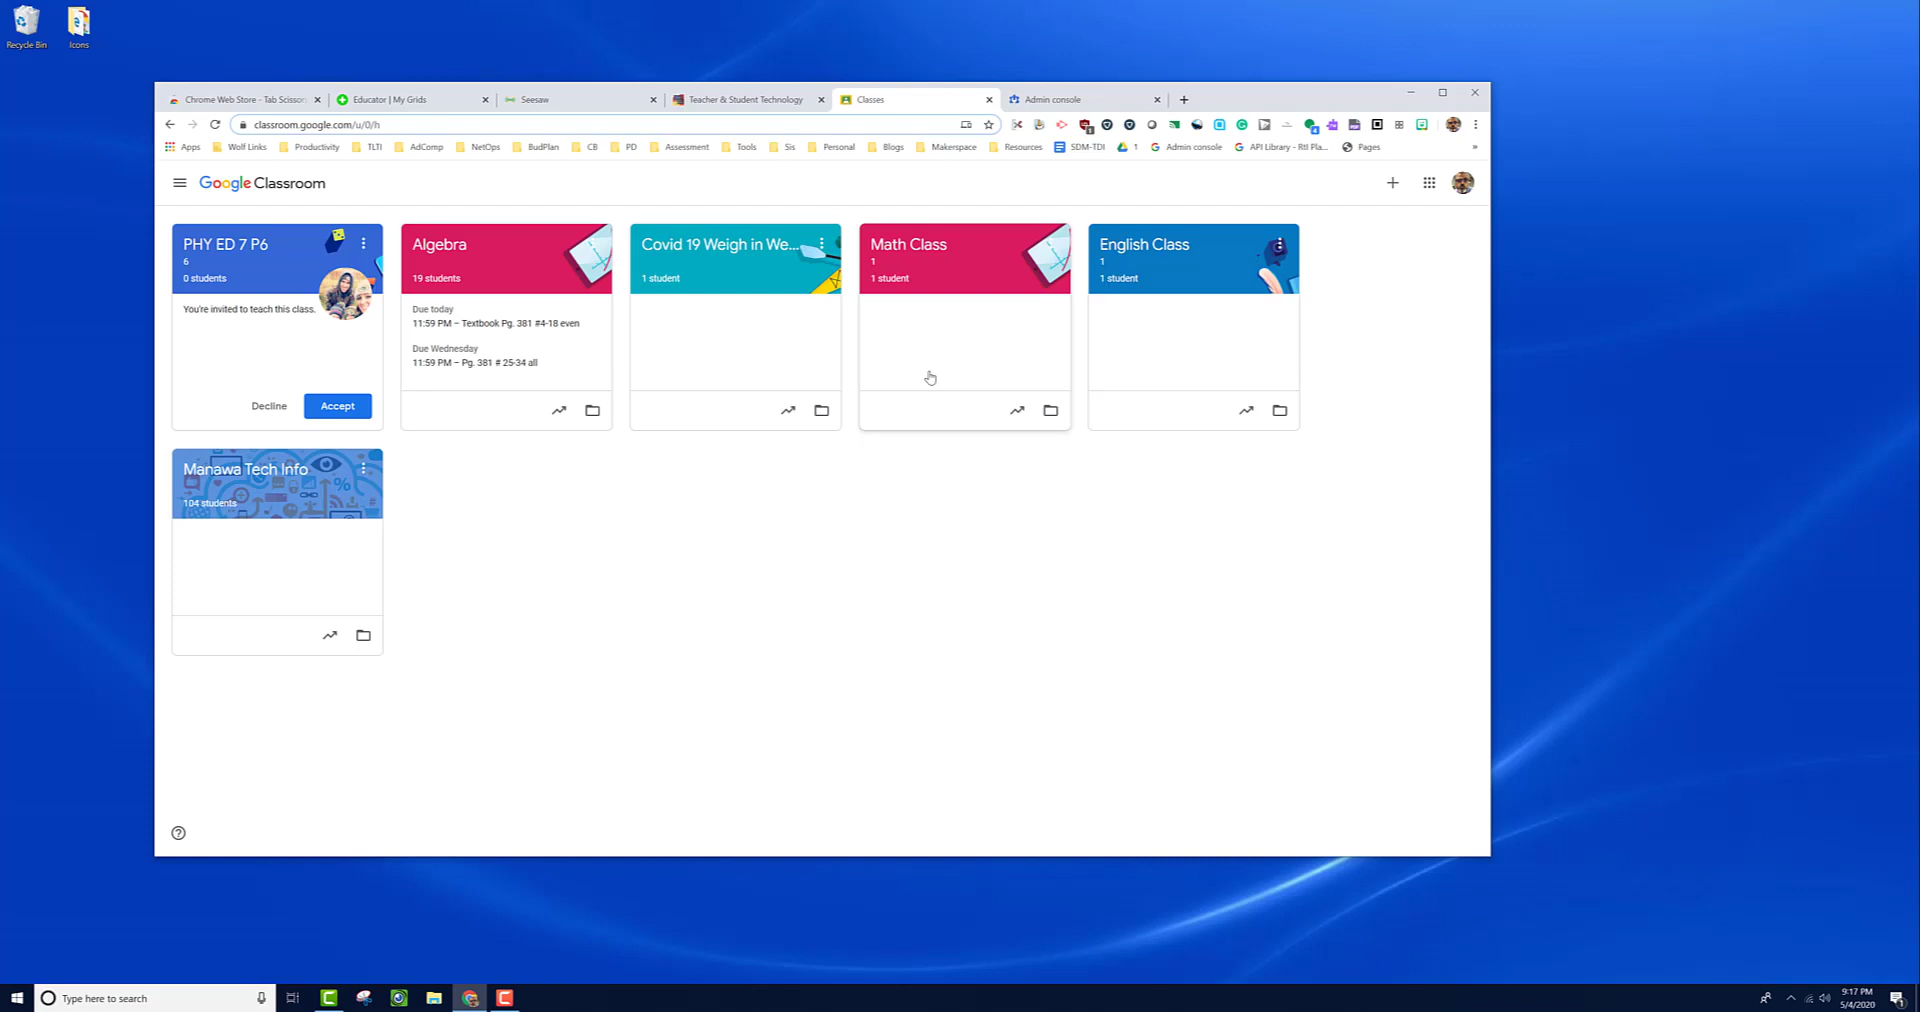 Recycle Bin
Icons
Chrome Web Store - Tab Scissor
Educator | My Grids
Seesaw
Teacher & Student Technology
Classes
Admin console
classroom.google.com/u/0/h
Apps
Wolf Links
Productivity
TLTI
AdComp
NetOps
BudPlan
CB
PD
Assessment
Tools
Sis
Personal
Blogs
Makerspace
Resources
SDM-TDI
1
Admin console
API Library - RtI Pla...
Pages
»
Google Classroom
PHY ED 7 P6
6
0 students
You're invited to teach this class.
Decline
Accept
Algebra
19 students
Due today
11:59 PM – Textbook Pg. 381 #4-18 even
Due Wednesday
11:59 PM – Pg. 381 # 25-34 all
Covid 19 Weigh in We...
1 student
Math Class
1
1 student
English Class
1
1 student
Manawa Tech Info
104 students
Type here to search
9:17 PM
5/4/2020